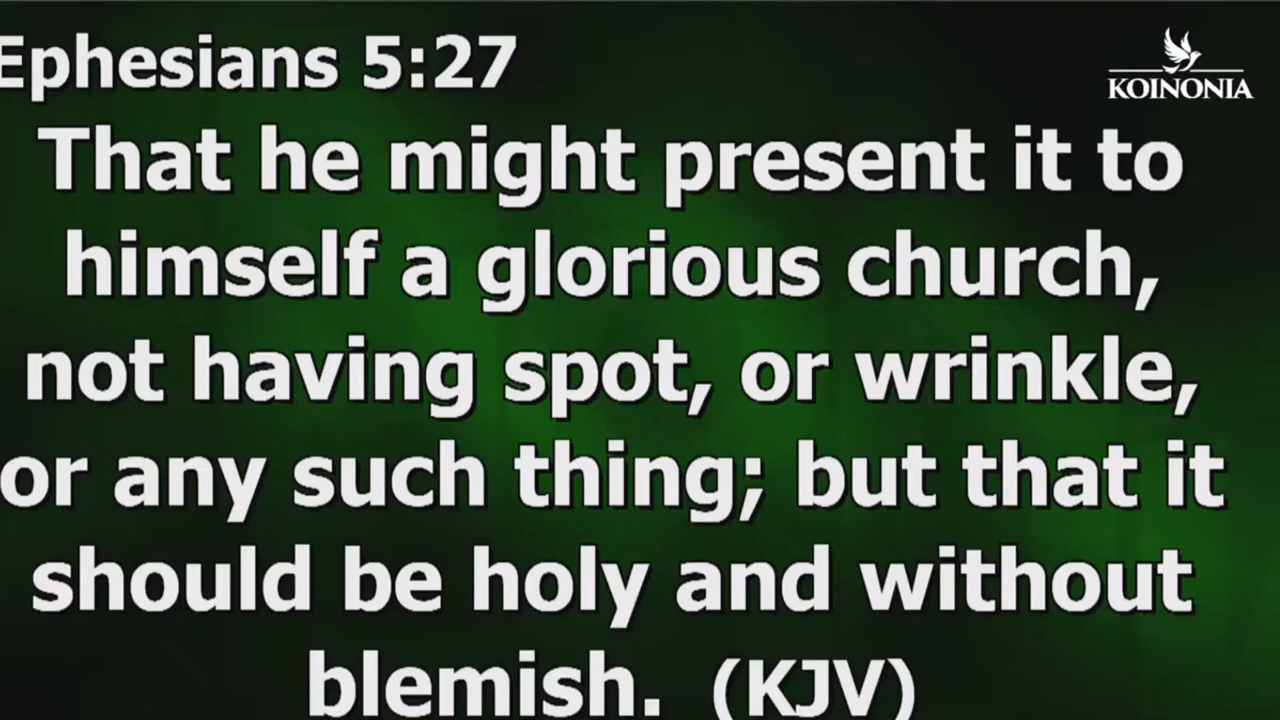 Ephesians 5:27
KOINONIA
That he might present it to
himself a glorious church,
not having spot, or wrinkle,
or any such thing; but that it
should be holy and without
blemish. (KJV)